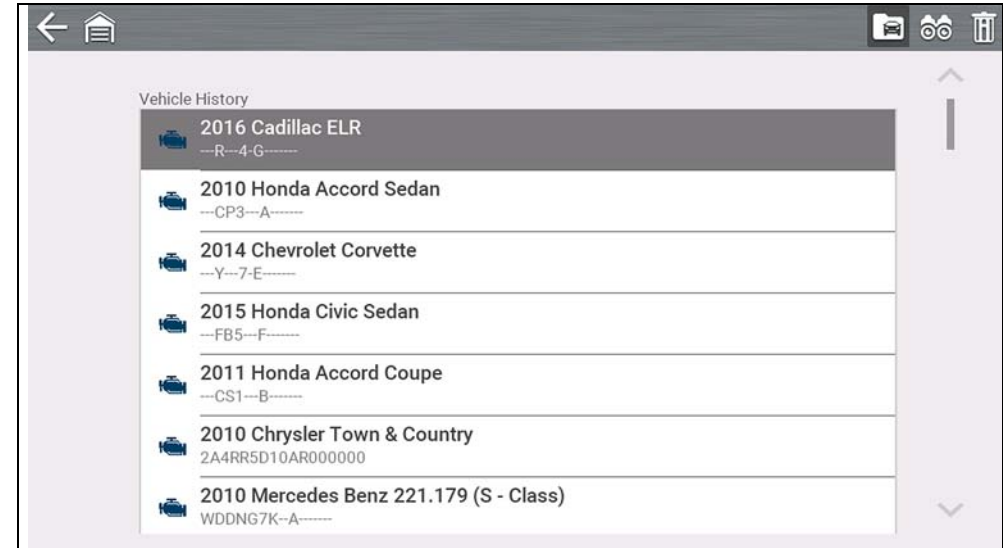 Vehicle History
2016 Cadillac ELR
---R---4-G-------
2010 Honda Accord Sedan
---CP3---A-------
2014 Chevrolet Corvette
---Y---7-E-------
2015 Honda Civic Sedan
---FB5---F-------
2011 Honda Accord Coupe
---CS1---B-------
2010 Chrysler Town & Country
2A4RR5D10AR000000
2010 Mercedes Benz 221.179 (S - Class)
WDDNG7K--A-------